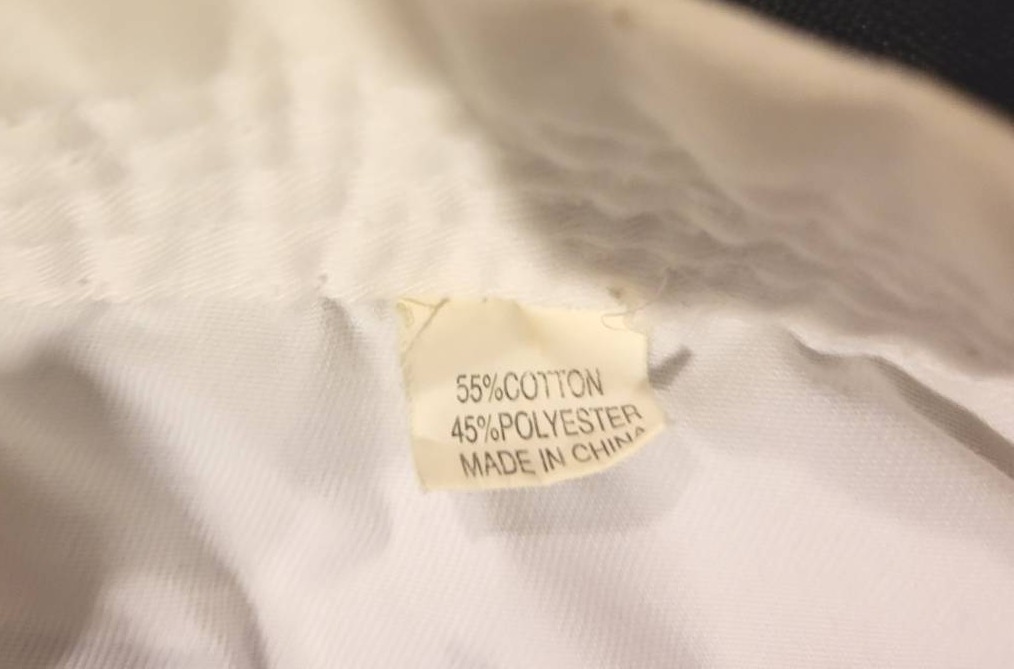 55%COTTON
45%POLYESTER
MADE IN CHINA